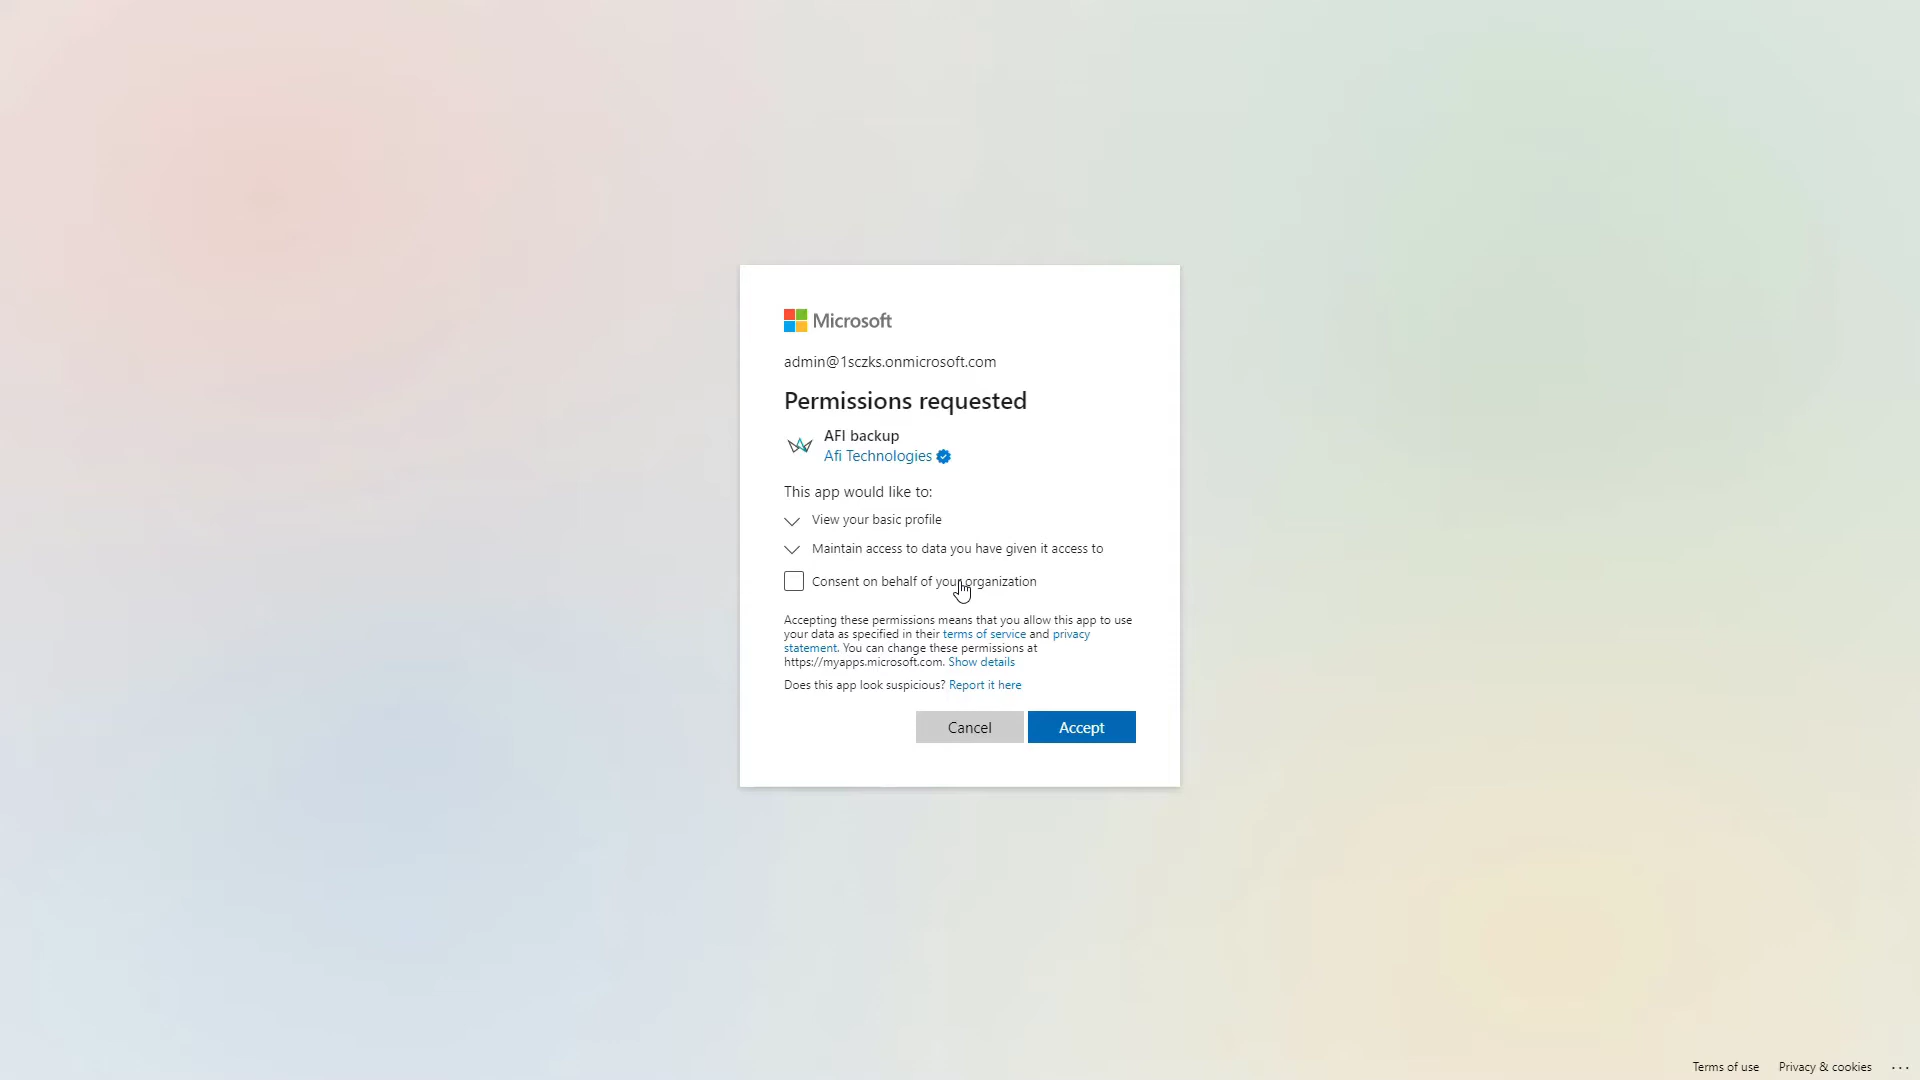 Microsoft
admin@1sczks.onmicrosoft.com
Permissions requested
AFI backup
Afi Technologies
This app would like to:
View your basic profile
Maintain access to data you have given it access to
Consent on behalf of your organization
Accepting these permissions means that you allow this app to use
your data as specified in their terms of service and privacy
statement. You can change these permissions at
https://myapps.microsoft.com. Show details
Does this app look suspicious? Report it here
Cancel Accept
Terms of use Privacy & cookies ...